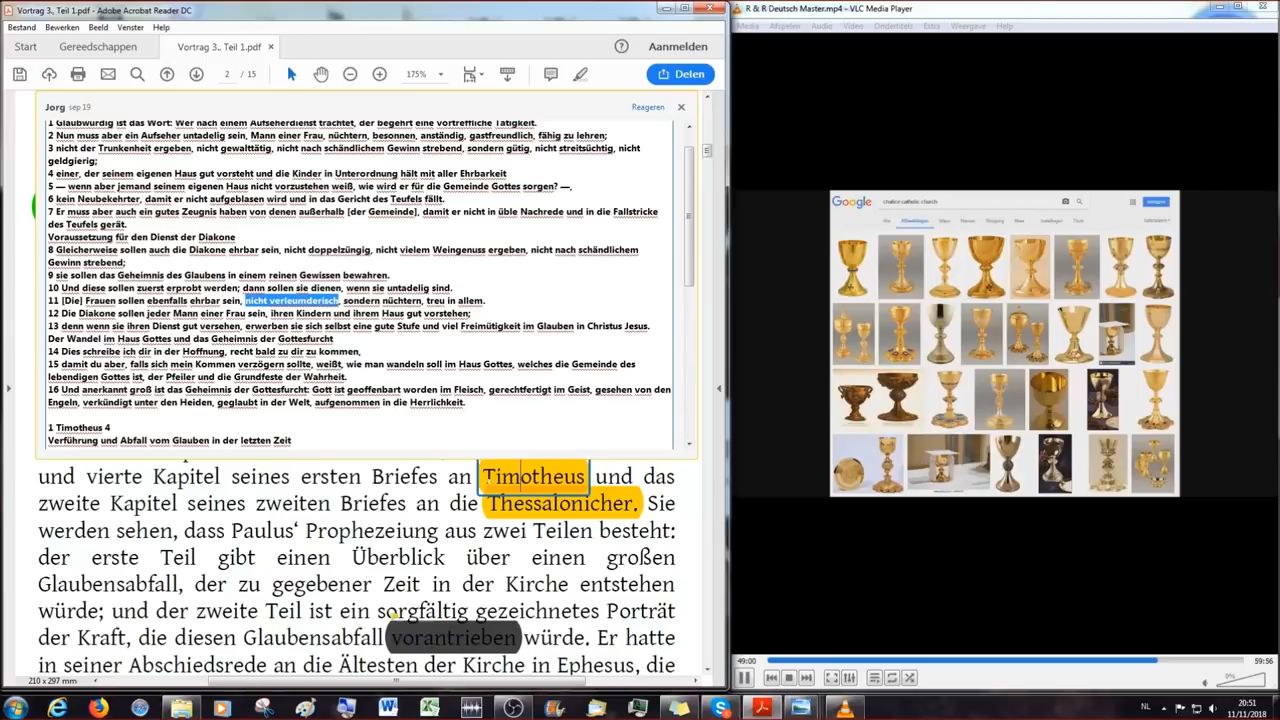 Vortrag 3., Teil 1.pdf - Adobe Acrobat Reader DC
Bestand Bewerken Beeld Venster Help
Start Gereedschappen Vortrag 3., Teil 1.pdf × ? Aanmelden
2 / 15 175% Delen
Jorg sep 19 Reageren
1 Glaubwürdig ist das Wort: Wer nach einem Aufseherdienst trachtet, der begehrt eine vortreffliche Tätigkeit.
2 Nun muss aber ein Aufseher untadelig sein, Mann einer Frau, nüchtern, besonnen, anständig, gastfreundlich, fähig zu lehren;
3 nicht der Trunkenheit ergeben, nicht gewalttätig, nicht nach schändlichem Gewinn strebend, sondern gütig, nicht streitsüchtig, nicht
geldgierig;
4 einer, der seinem eigenen Haus gut vorsteht und die Kinder in Unterordnung hält mit aller Ehrbarkeit
5 — wenn aber jemand seinem eigenen Haus nicht vorzustehen weiß, wie wird er für die Gemeinde Gottes sorgen? —,
6 kein Neubekehrter, damit er nicht aufgeblasen wird und in das Gericht des Teufels fällt.
7 Er muss aber auch ein gutes Zeugnis haben von denen außerhalb [der Gemeinde], damit er nicht in üble Nachrede und in die Fallstricke
des Teufels gerät.
Voraussetzung für den Dienst der Diakone
8 Gleicherweise sollen auch die Diakone ehrbar sein, nicht doppelzüngig, nicht vielem Weingenuss ergeben, nicht nach schändlichem
Gewinn strebend;
9 sie sollen das Geheimnis des Glaubens in einem reinen Gewissen bewahren.
10 Und diese sollen zuerst erprobt werden; dann sollen sie dienen, wenn sie untadelig sind.
11 [Die] Frauen sollen ebenfalls ehrbar sein, nicht verleumderisch, sondern nüchtern, treu in allem.
12 Die Diakone sollen jeder Mann einer Frau sein, ihren Kindern und ihrem Haus gut vorstehen;
13 denn wenn sie ihren Dienst gut versehen, erwerben sie sich selbst eine gute Stufe und viel Freimütigkeit im Glauben in Christus Jesus.
Der Wandel im Haus Gottes und das Geheimnis der Gottesfurcht
14 Dies schreibe ich dir in der Hoffnung, recht bald zu dir zu kommen,
15 damit du aber, falls sich mein Kommen verzögern sollte, weißt, wie man wandeln soll im Haus Gottes, welches die Gemeinde des
lebendigen Gottes ist, der Pfeiler und die Grundfeste der Wahrheit.
16 Und anerkannt groß ist das Geheimnis der Gottesfurcht: Gott ist geoffenbart worden im Fleisch, gerechtfertigt im Geist, gesehen von den
Engeln, verkündigt unter den Heiden, geglaubt in der Welt, aufgenommen in die Herrlichkeit.
1 Timotheus 4
Verführung und Abfall vom Glauben in der letzten Zeit
und vierte Kapitel seines ersten Briefes an Timotheus und das
zweite Kapitel seines zweiten Briefes an die Thessalonicher. Sie
werden sehen, dass Paulus‘ Prophezeiung aus zwei Teilen besteht:
der erste Teil gibt einen Überblick über einen großen
Glaubensabfall, der zu gegebener Zeit in der Kirche entstehen
würde; und der zweite Teil ist ein sorgfältig gezeichnetes Porträt
der Kraft, die diesen Glaubensabfall vorantrieben würde. Er hatte
in seiner Abschiedsrede an die Ältesten der Kirche in Ephesus, die
210 x 297 mm
R & R Deutsch Master.mp4 - VLC Media Player
Media Afspelen Audio Video Ondertitels Extra Weergave Help
Google chalice catholic church
49:00 59:56
0%
NL 20:51
11/11/2018